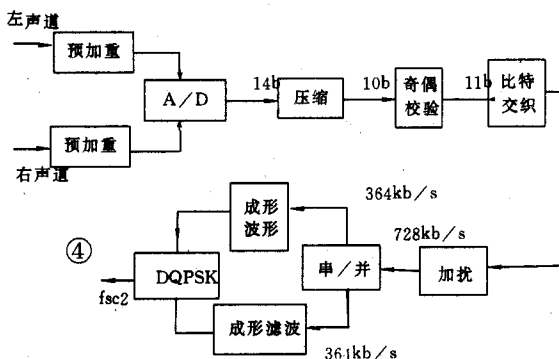 左声道
预加重
A/D
14b
压缩
10b
奇偶
校验
11b
比特
交织
预加重
右声道
成形
波形
364kb/s
④
728kb/s
DQPSK
串/并
加扰
fsc2
成形滤波
364kb/s